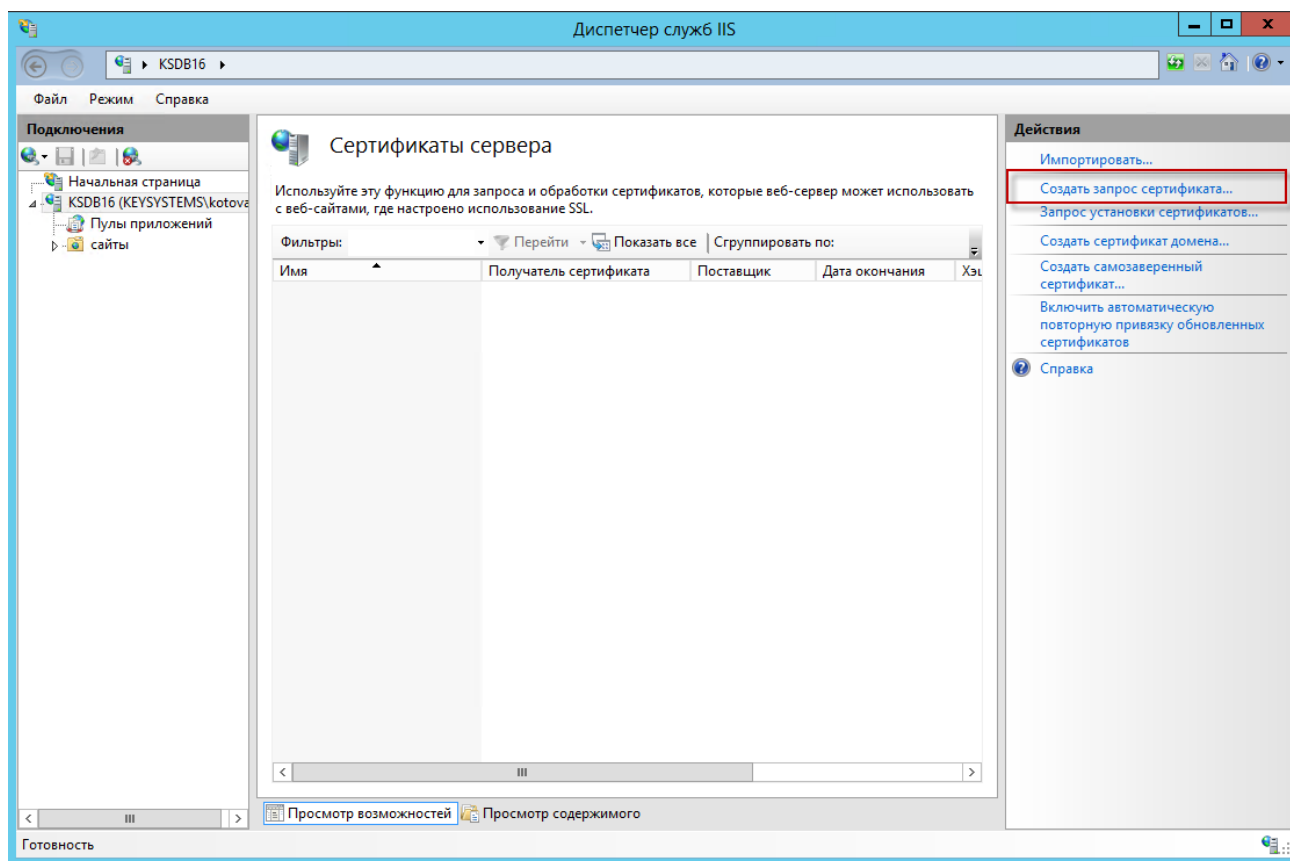 Диспетчер служб IIS
KSDB16
Файл Режим Справка
Подключения
Начальная страница
KSDB16 (KEYSYSTEMS\kotova
Пулы приложений
сайты
Сертификаты сервера
Используйте эту функцию для запроса и обработки сертификатов, которые веб-сервер может использовать
с веб-сайтами, где настроено использование SSL.
Фильтры: Перейти Показать все Сгруппировать по:
Имя Получатель сертификата Поставщик Дата окончания
Просмотр возможностей Просмотр содержимого
Действия
Импортировать...
Создать запрос сертификата...
Запрос установки сертификатов...
Создать сертификат домена...
Создать самозаверенный
сертификат...
Включить автоматическую
повторную привязку обновленных
сертификатов
Справка
Готовность